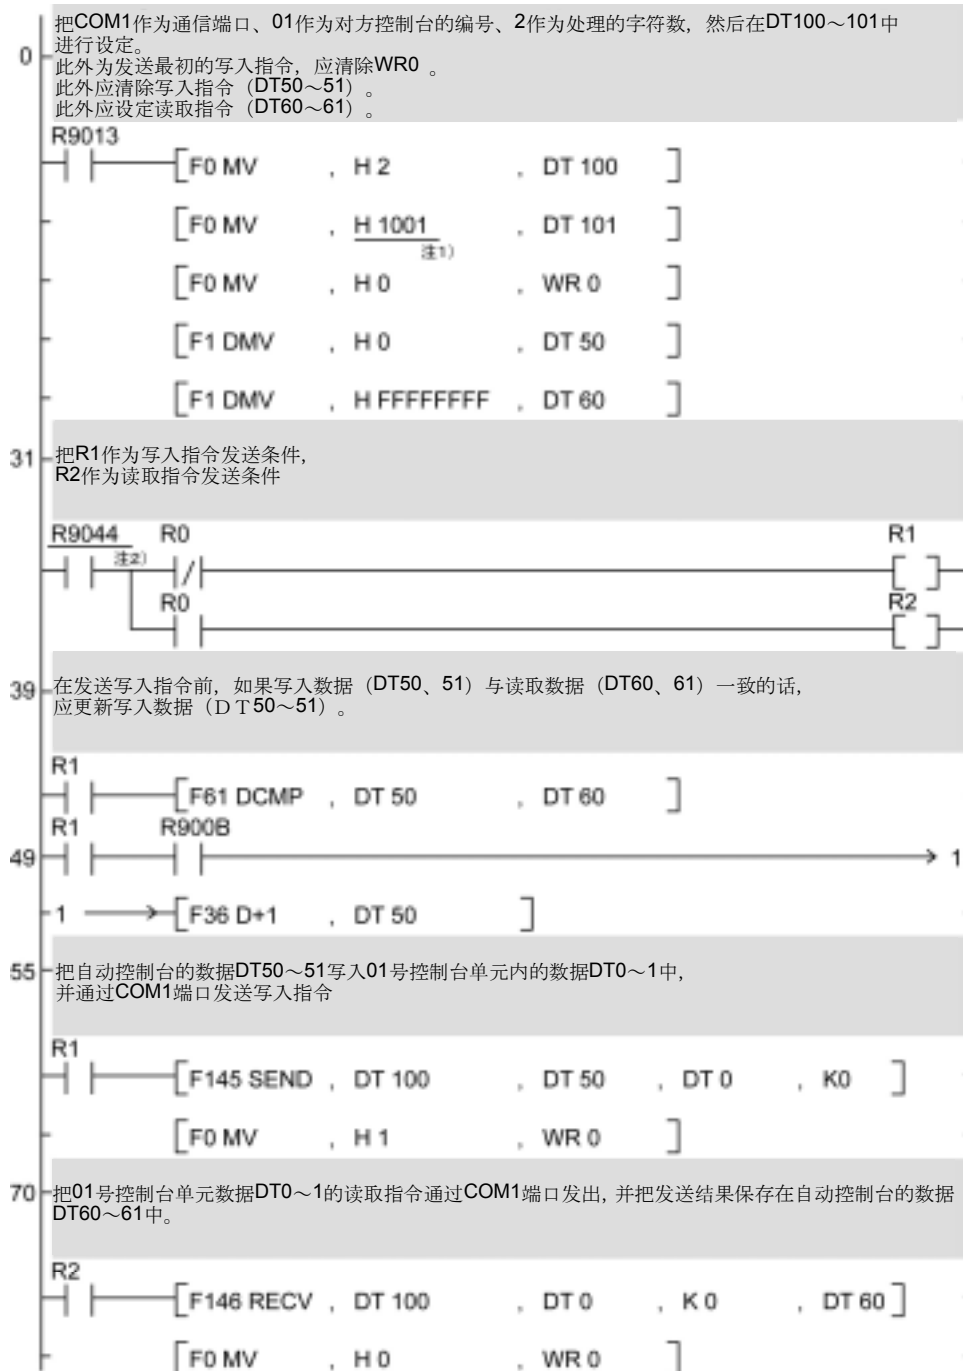 把COM1作为通信端口、01作为对方控制台的编号、2作为处理的字符数，然后在DT100～101中
0 进行设定。
此外为发送最初的写入指令，应清除WR0 。
此外应清除写入指令（DT50～51）。
此外应设定读取指令（DT60～61）。
R9013
[F0 MV , H 2 , DT 100 ]
[F0 MV , H 1001 , DT 101 ]
注1)
[F0 MV , H 0 , WR 0 ]
[F1 DMV , H 0 , DT 50 ]
[F1 DMV , H FFFFFFFF , DT 60 ]
31 把R1作为写入指令发送条件，
R2作为读取指令发送条件
R9044 R0 R1
注2)
R0 R2
39 在发送写入指令前，如果写入数据（DT50、51）与读取数据（DT60、61）一致的话，
应更新写入数据（ＤＴ50～51）。
R1
[F61 DCMP , DT 50 , DT 60 ]
R1 R900B
49 1
1 [F36 D+1 , DT 50 ]
55 把自动控制台的数据DT50～51写入01号控制台单元内的数据DT0～1中，
并通过COM1端口发送写入指令
R1
[F145 SEND , DT 100 , DT 50 , DT 0 , K0 ]
[F0 MV , H 1 , WR 0 ]
70 把01号控制台单元数据DT0～1的读取指令通过COM1端口发出，并把发送结果保存在自动控制台的数据
DT60～61中。
R2
[F146 RECV , DT 100 , DT 0 , K 0 , DT 60 ]
[F0 MV , H 0 , WR 0 ]